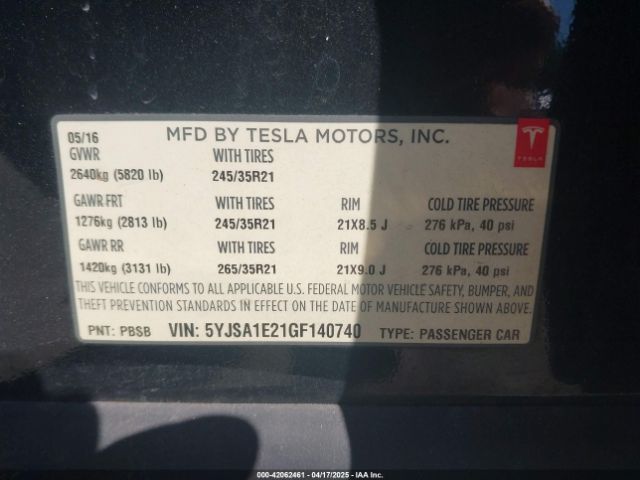 05/16 MFD BY TESLA MOTORS, INC.
TESLA
GVWR WITH TIRES
2640kg (5820 lb) 245/35R21
GAWR FRT WITH TIRES RIM COLD TIRE PRESSURE
1276kg (2813 lb) 245/35R21 21X8.5 J 276 kPa, 40 psi
GAWR RR WITH TIRES RIM COLD TIRE PRESSURE
1420kg (3131 lb) 265/35R21 21X9.0 J 276 kPa, 40 psi
THIS VEHICLE CONFORMS TO ALL APPLICABLE U.S. FEDERAL MOTOR VEHICLE SAFETY, BUMPER, AND
THEFT PREVENTION STANDARDS IN EFFECT ON THE DATE OF MANUFACTURE SHOWN ABOVE.
PNT: PBSB VIN: 5YJSA1E21GF140740 TYPE: PASSENGER CAR
000-42062461 - 04/17/2025 - IAA Inc.